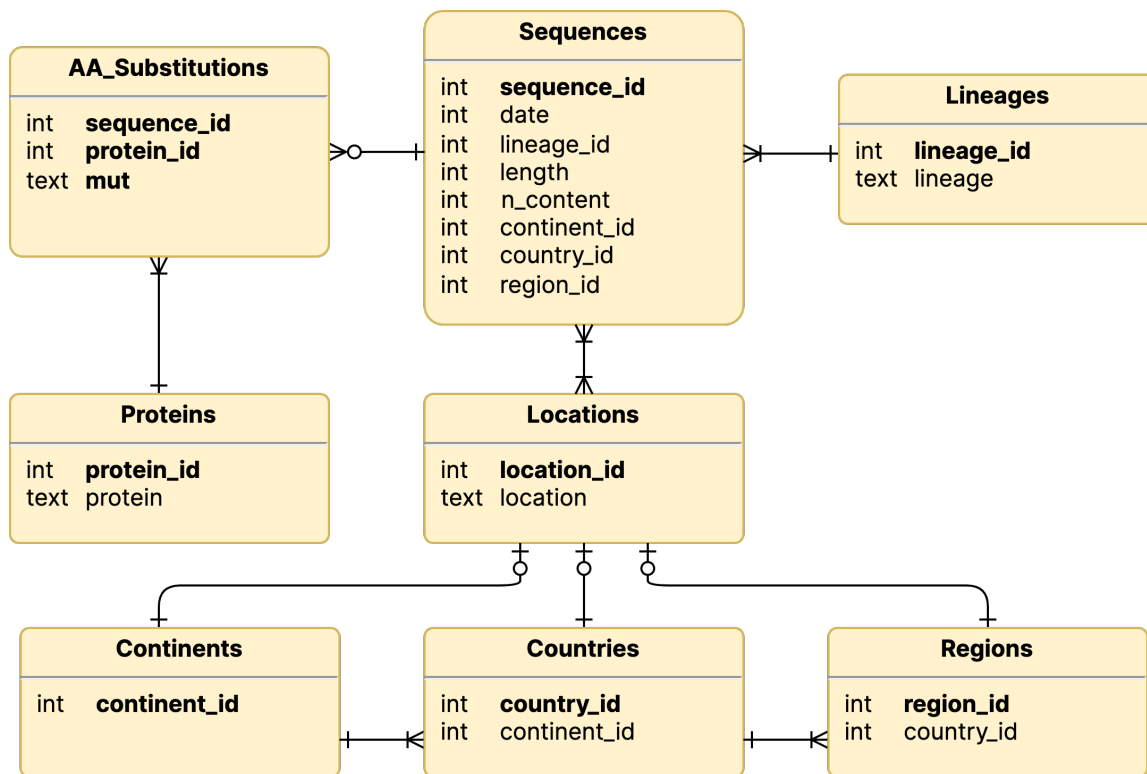 AA_Substitutions
int sequence_id
int protein_id
text mut
Sequences
int sequence_id
int date
int lineage_id
int length
int n_content
int continent_id
int country_id
int region_id
Lineages
int lineage_id
text lineage
Proteins
int protein_id
text protein
Locations
int location_id
text location
Continents
int continent_id
Countries
int country_id
int continent_id
Regions
int region_id
int country_id